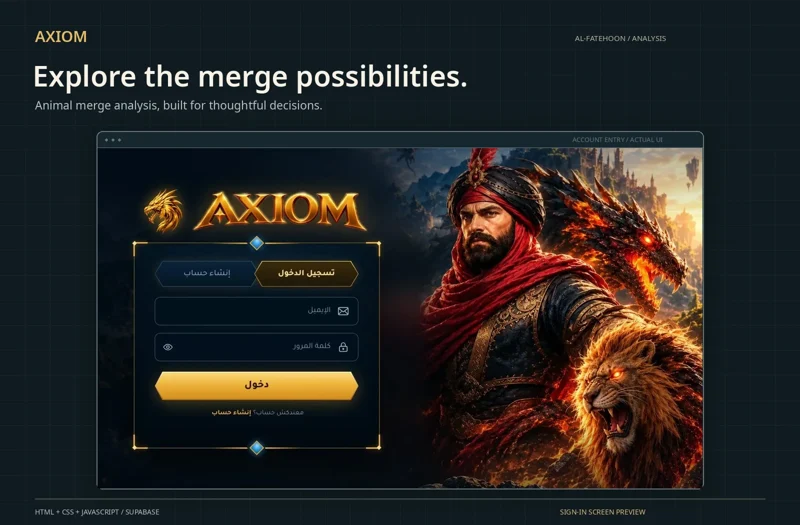 AXIOM
AL-FATEHOON / ANALYSIS
Explore the merge possibilities.
Animal merge analysis, built for thoughtful decisions.
ACCOUNT ENTRY / ACTUAL UI
AXIOM
تسجيل الدخول
إنشاء حساب
الإيميل
كلمة المرور
دخول
معندكش حساب؟ إنشاء حساب
HTML + CSS + JAVASCRIPT / SUPABASE
SIGN-IN SCREEN PREVIEW